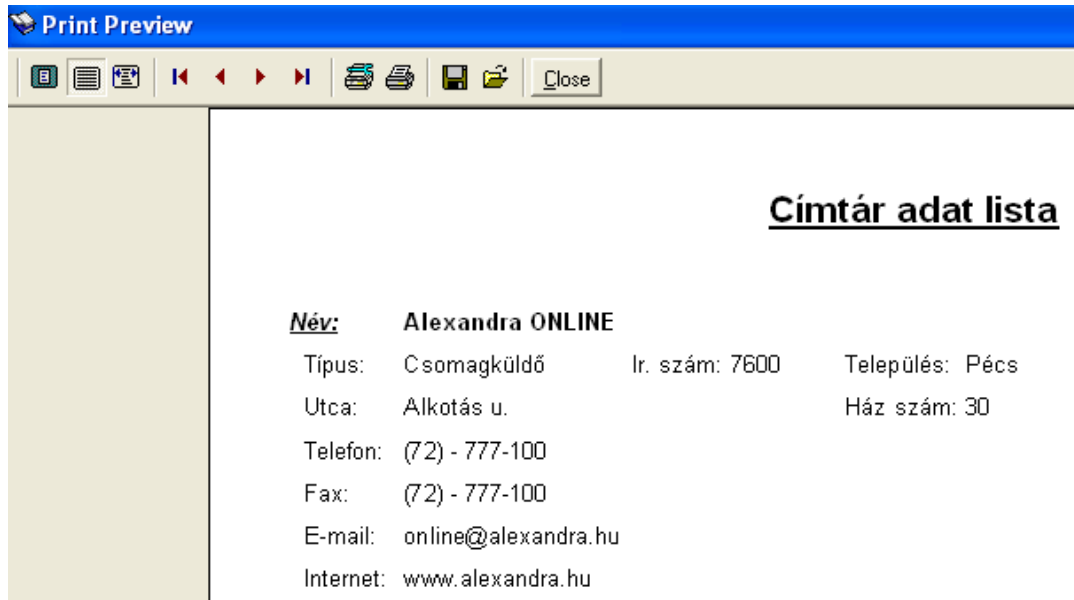 Print Preview
Close
Címtár adat lista
Név: Alexandra ONLINE
Típus: Csomagküldő Ir. szám: 7600 Település: Pécs
Utca: Alkotás u. Ház szám: 30
Telefon: (72) - 777-100
Fax: (72) - 777-100
E-mail: online@alexandra.hu
Internet: www.alexandra.hu